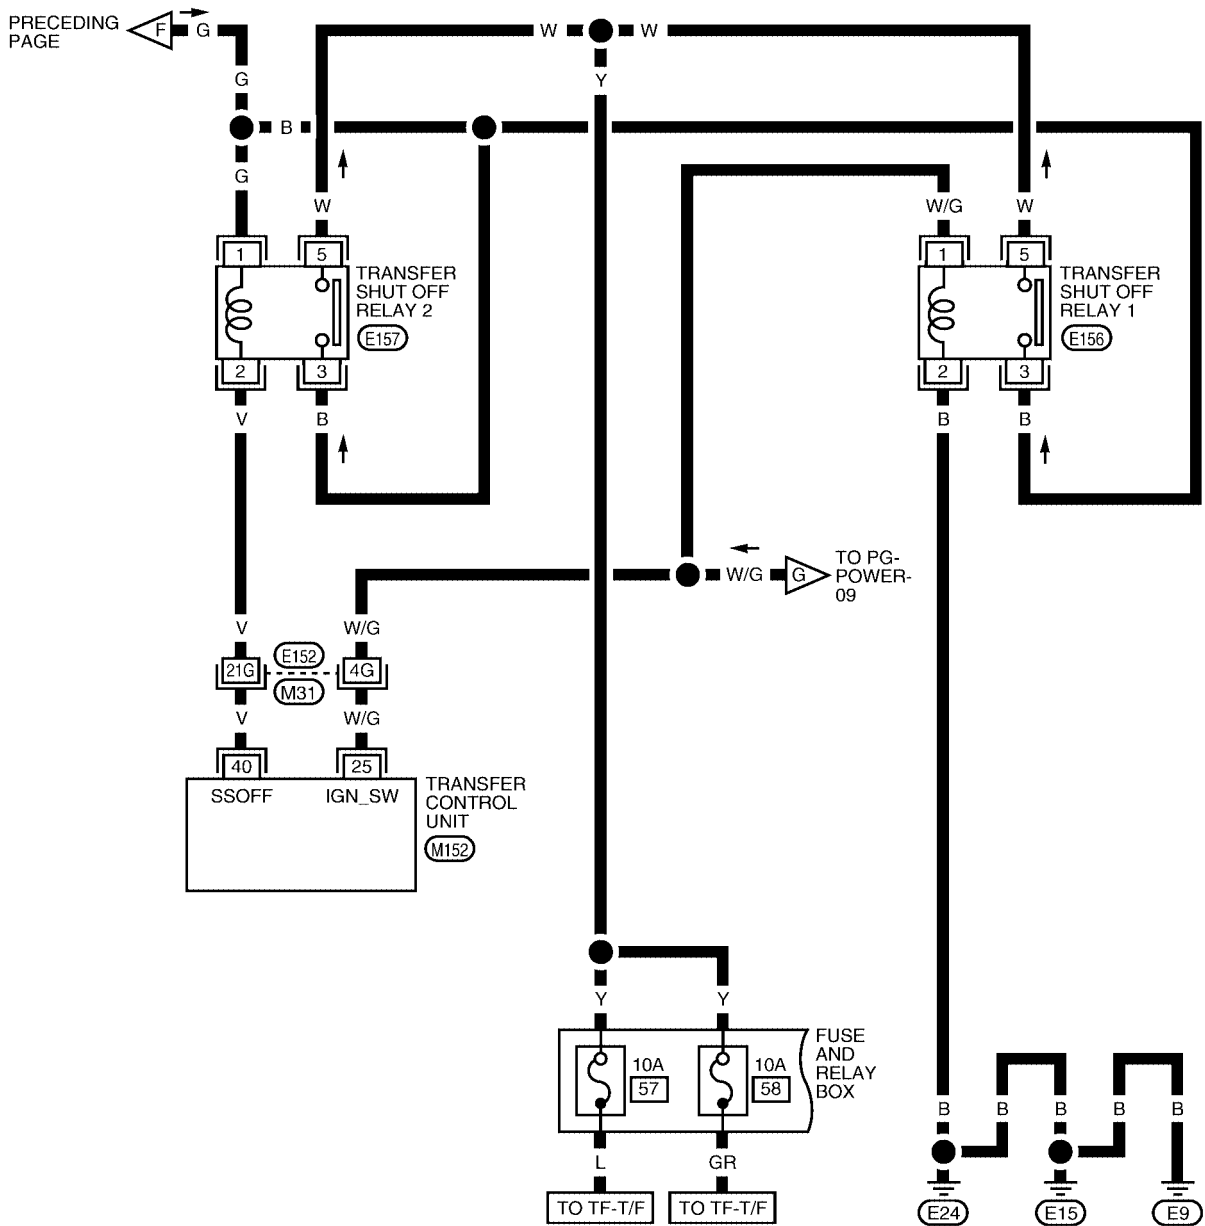 PRECEDING
PAGE
F
G
W
W
Y
G
B
G
W
W/G
W
1
5
1
5
TRANSFER
SHUT OFF
RELAY 2
E157
TRANSFER
SHUT OFF
RELAY 1
E156
2
3
2
3
V
B
B
B
W/G
G
TO PG-
POWER-
09
V
W/G
21G
E152
4G
M31
V
W/G
40
25
SSOFF
IGN_SW
TRANSFER
CONTROL
UNIT
M152
Y
Y
FUSE
AND
RELAY
BOX
10A
57
10A
58
B
B
B
B
B
L
GR
TO TF-T/F
TO TF-T/F
E24
E15
E9